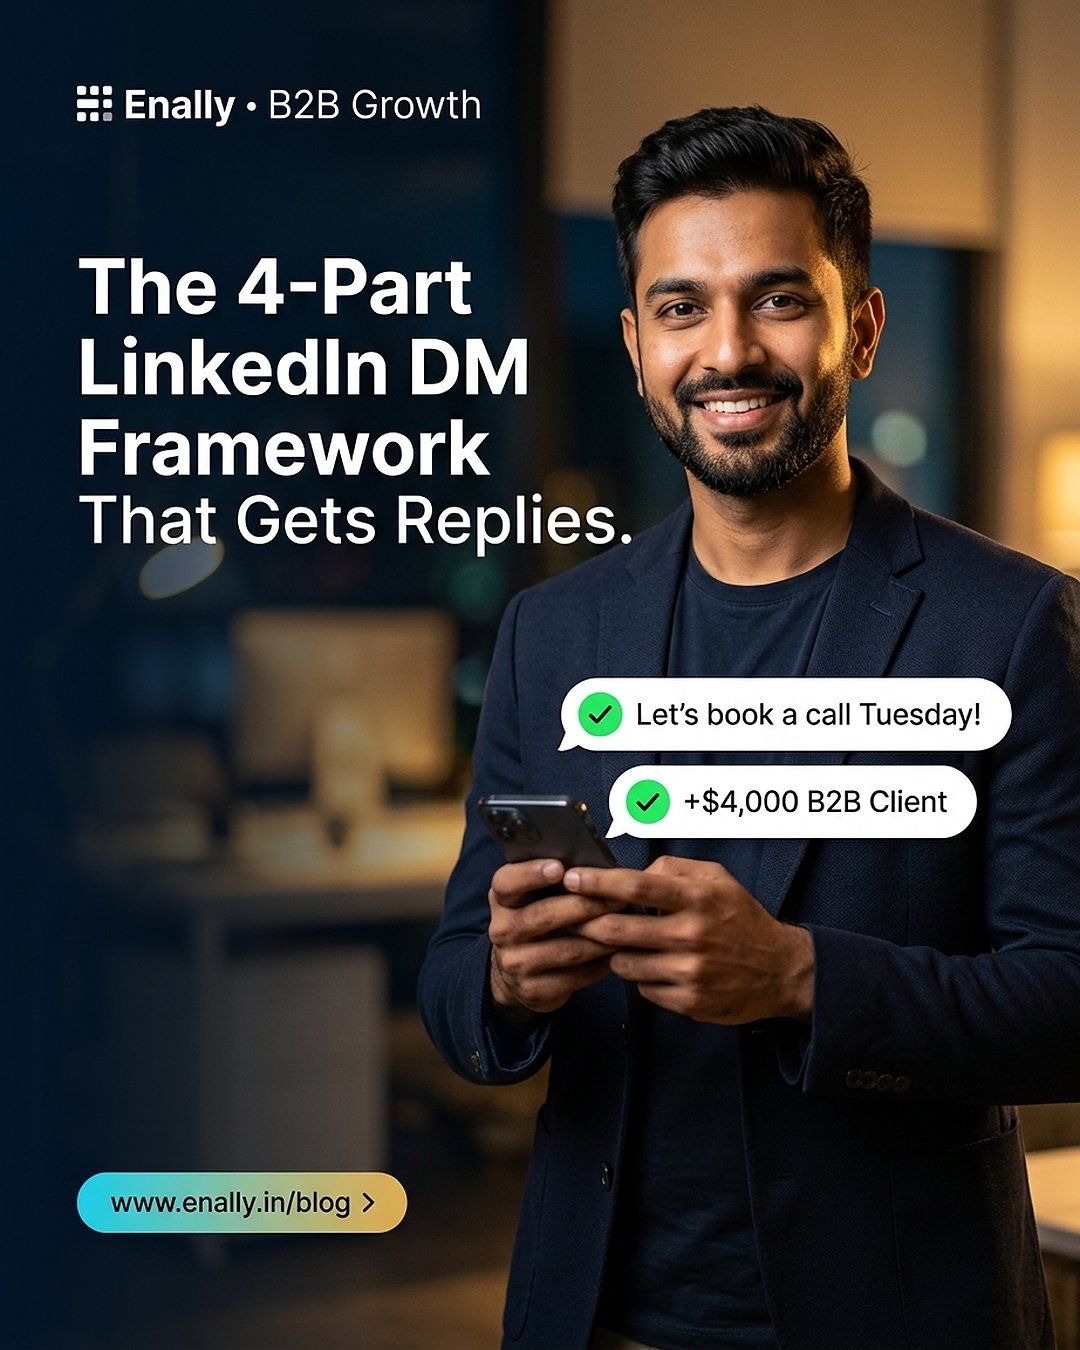 Enally • B2B Growth
The 4-Part
LinkedIn DM
Framework
That Gets Replies.
Let’s book a call Tuesday!
+$4,000 B2B Client
www.enally.in/blog >